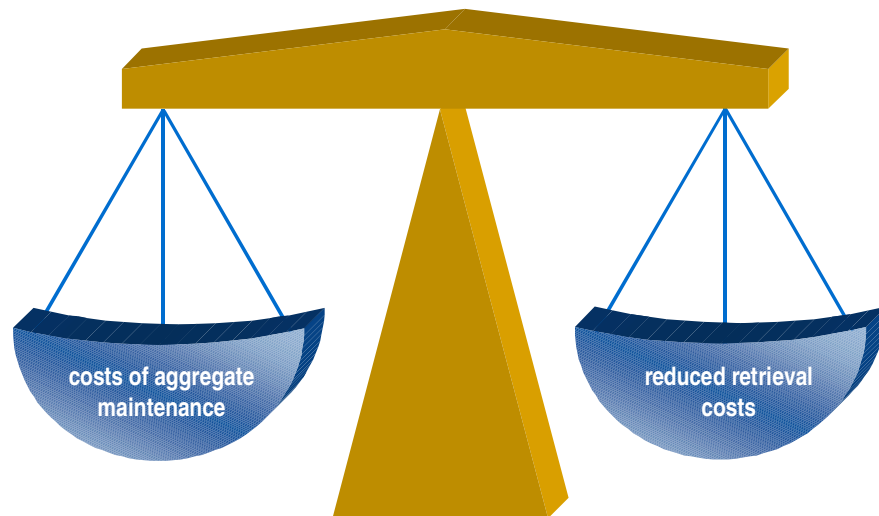 costs of aggregate
maintenance
reduced retrieval
costs